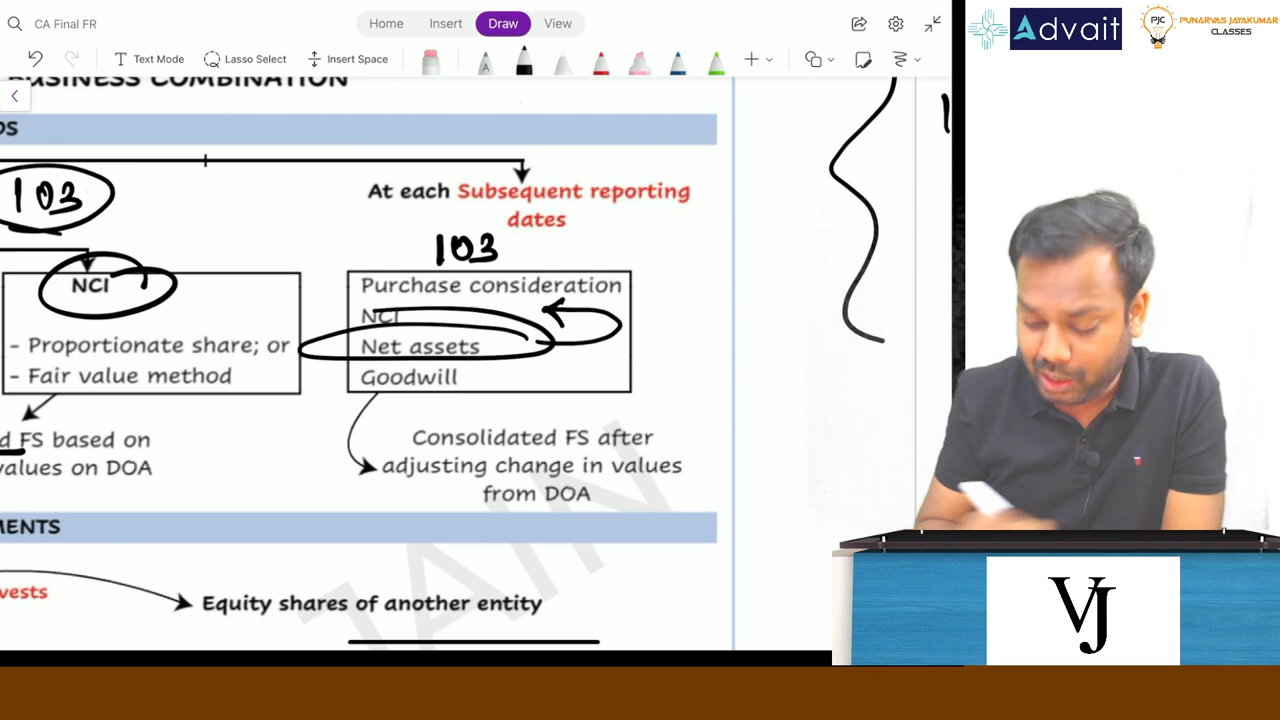 CA Final FR
Home Insert Draw View
Text Mode Lasso Select Insert Space
Advait
PJC
PUNARVAS JAYAKUMAR
CLASSES
BUSINESS COMBINATION
103
At each Subsequent reporting
dates
103
NCI
- Proportionate share; or
- Fair value method
Purchase consideration
NCI
Net assets
Goodwill
FS based on
values on DOA
Consolidated FS after
adjusting change in values
from DOA
JAIN
Equity shares of another entity
VJ